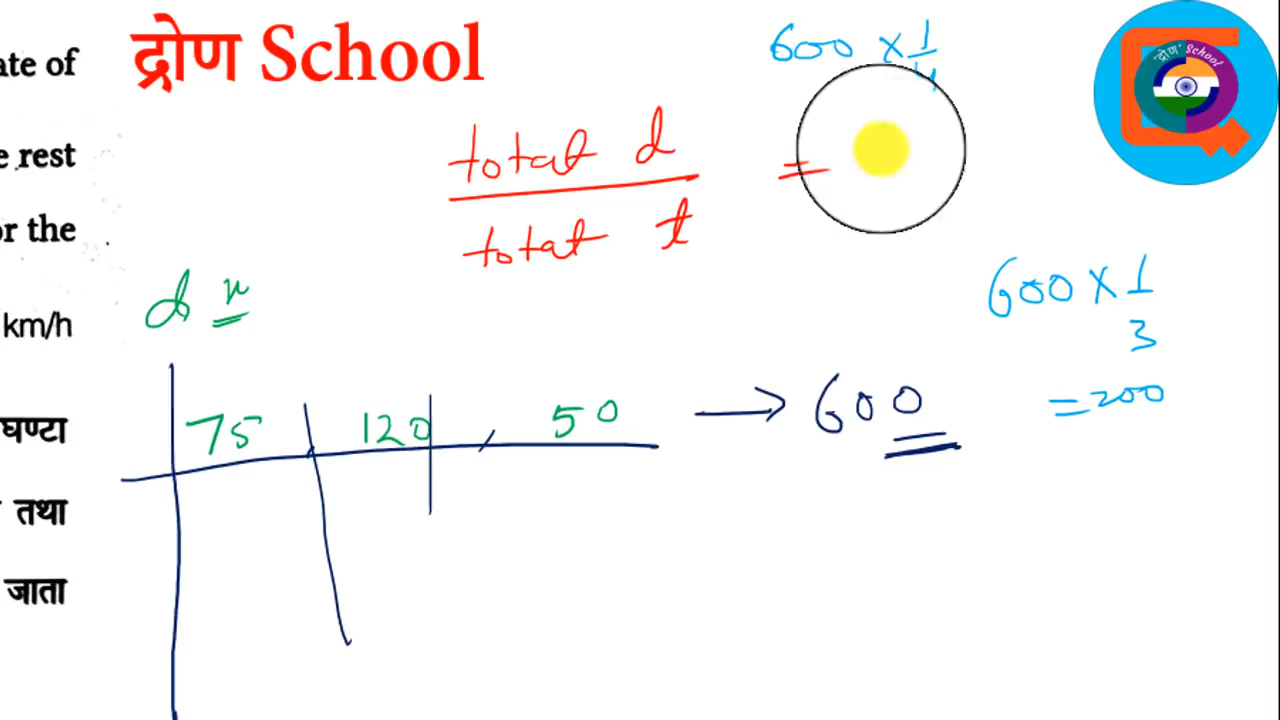 ate of
द्रोण School
600 × 1/4
'द्रोण' School
e rest
total d
=
total t
or the
d
600 × 1
3
km/h
= 200
75 120 50 → 600
घण्टा
तथा
जाता